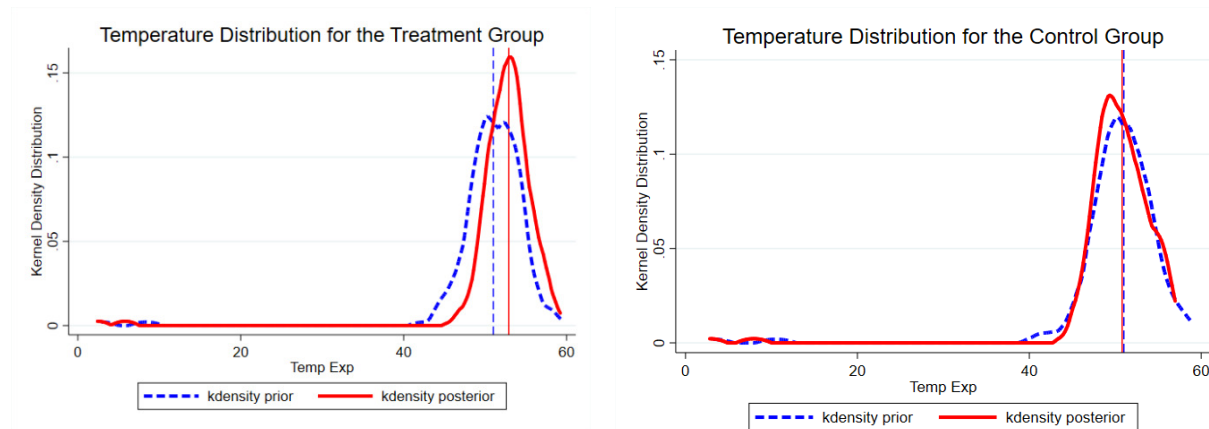 Temperature Distribution for the Treatment Group
Kernel Density Distribution
.15
.1
.05
0
0 20 40 60
Temp Exp
kdensity prior kdensity posterior
Temperature Distribution for the Control Group
Kernel Density Distribution
.15
.1
.05
0
0 20 40 60
Temp Exp
kdensity prior kdensity posterior